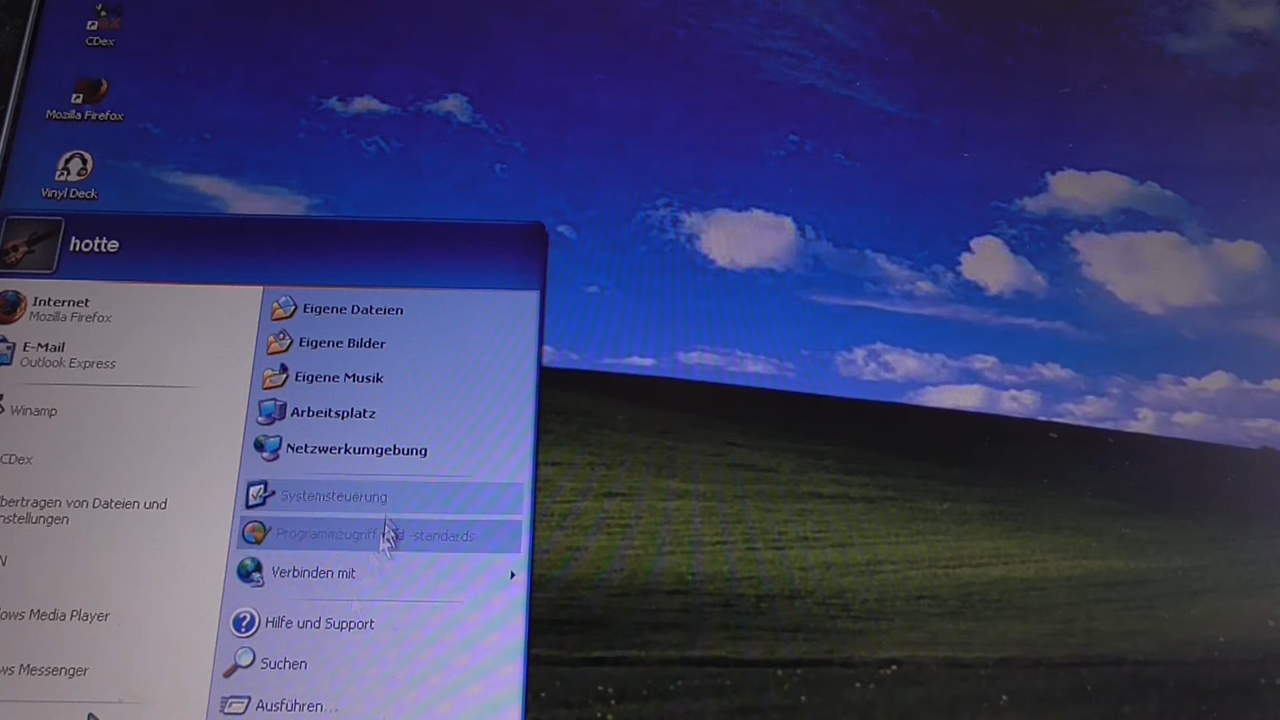 CDex
Mozilla Firefox
Vinyl Deck
hotte
Internet
Mozilla Firefox
E-Mail
Outlook Express
Winamp
CDex
bertragen von Dateien und
nstellungen
N
ows Media Player
ws Messenger
Eigene Dateien
Eigene Bilder
Eigene Musik
Arbeitsplatz
Netzwerkumgebung
Systemsteuerung
Programmzugriff -standards
Verbinden mit
Hilfe und Support
Suchen
Ausführen...